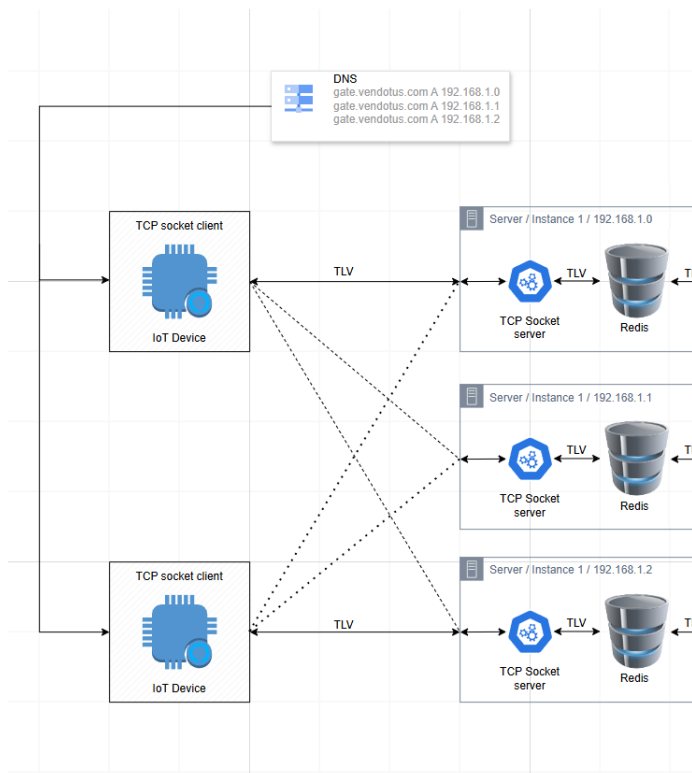 DNS
gate.vendotus.com A 192.168.1.0
gate.vendotus.com A 192.168.1.1
gate.vendotus.com A 192.168.1.2
TCP socket client
IoT Device
TLV
Server / Instance 1 / 192.168.1.0
TCP Socket
server
TLV
Redis
Server / Instance 1 / 192.168.1.1
TCP Socket
server
TLV
Redis
TCP socket client
IoT Device
TLV
Server / Instance 1 / 192.168.1.2
TCP Socket
server
TLV
Redis